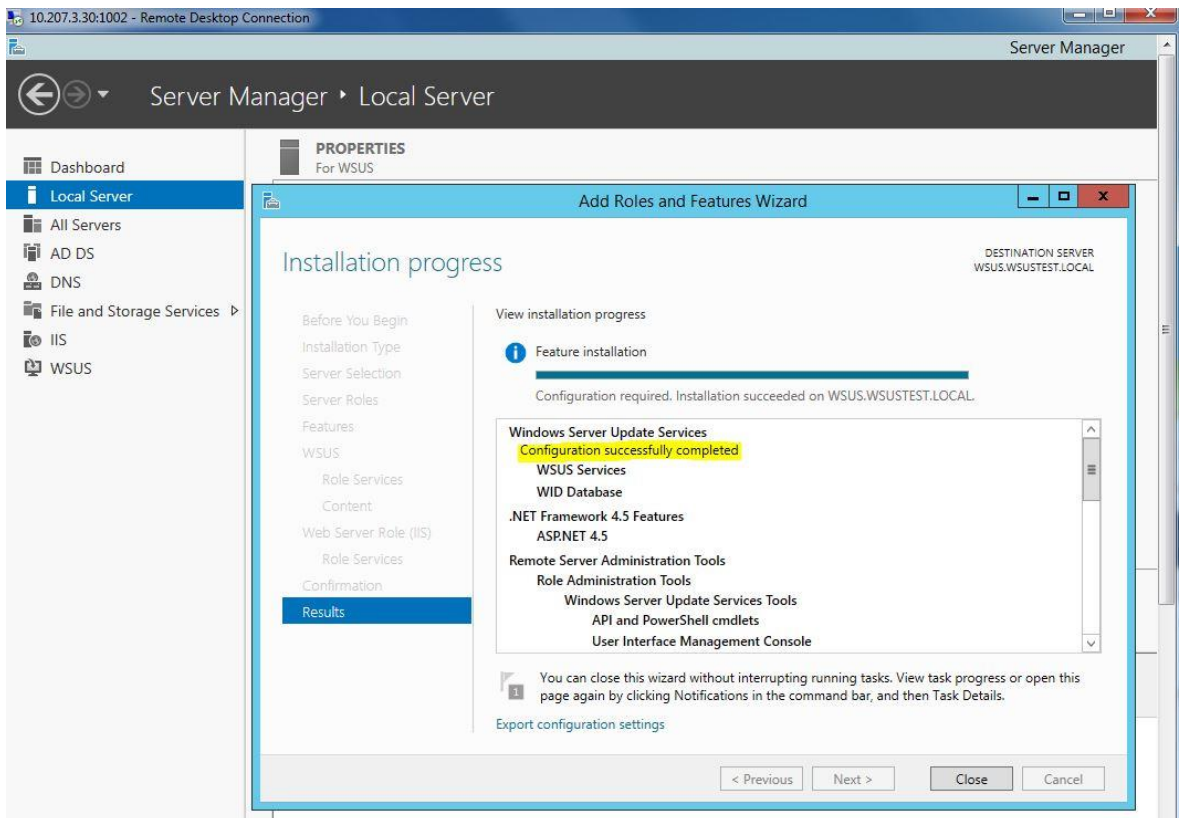 10.207.3.30:1002 - Remote Desktop Connection
Server Manager
Server Manager • Local Server
Dashboard
Local Server
All Servers
AD DS
DNS
File and Storage Services
IIS
WSUS
PROPERTIES
For WSUS
Add Roles and Features Wizard
Installation progress
DESTINATION SERVER
WSUS.WSUSTEST.LOCAL
Before You Begin
Installation Type
Server Selection
Server Roles
Features
WSUS
Role Services
Content
Web Server Role (IIS)
Role Services
Confirmation
Results
View installation progress
Feature installation
Configuration required. Installation succeeded on WSUS.WSUSTEST.LOCAL.
Windows Server Update Services
Configuration successfully completed
WSUS Services
WID Database
.NET Framework 4.5 Features
ASP.NET 4.5
Remote Server Administration Tools
Role Administration Tools
Windows Server Update Services Tools
API and PowerShell cmdlets
User Interface Management Console
1
You can close this wizard without interrupting running tasks. View task progress or open this
page again by clicking Notifications in the command bar, and then Task Details.
Export configuration settings
< Previous
Next >
Close
Cancel